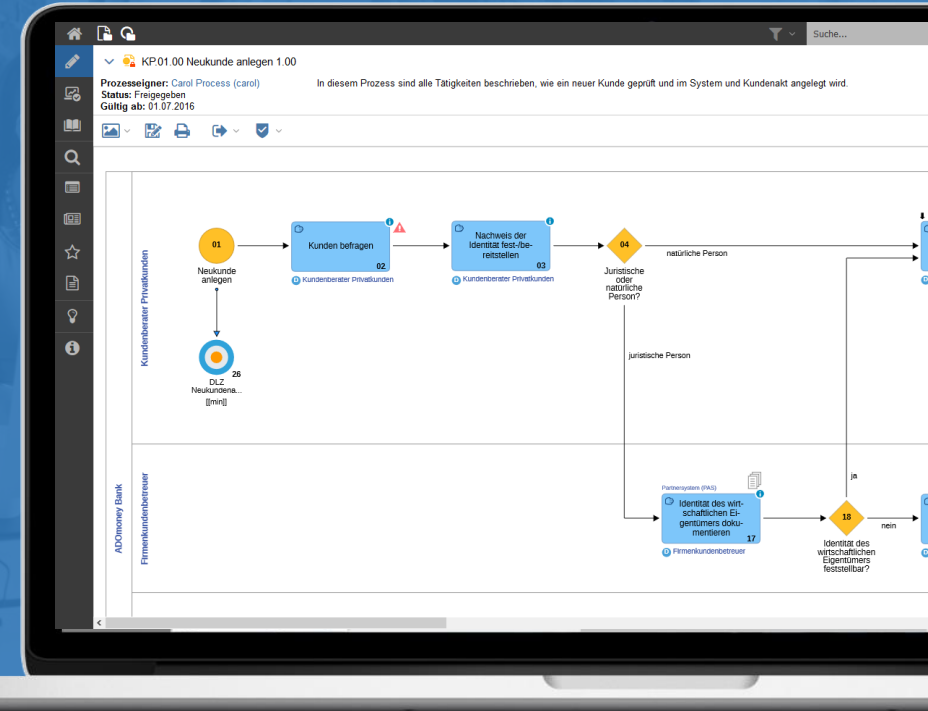 Suche...
KP.01.00 Neukunde anlegen 1.00
Prozesseigner: Carol Process (carol)
In diesem Prozess sind alle Tätigkeiten beschrieben, wie ein neuer Kunde geprüft und im System und Kundenakt angelegt wird.
Status: Freigegeben
Gültig ab: 01.07.2016
ADOmoney Bank
Kundenberater Privatkunden
01
Neukunde
anlegen
Kunden befragen
02
D Kundenberater Privatkunden
Nachweis der
Identität fest-/be-
reitstellen
03
D Kundenberater Privatkunden
04
Juristische
oder
natürliche
Person?
natürliche Person
juristische Person
26
DLZ
Neukundena...
[[min]]
Firmenkundenbetreuer
Partnersystem (PAS)
Identität des wirt-
schaftlichen Ei-
gentümers doku-
mentieren
17
D Firmenkundenbetreuer
ja
18
nein
Identität des
wirtschaftlichen
Eigentümers
feststellbar?